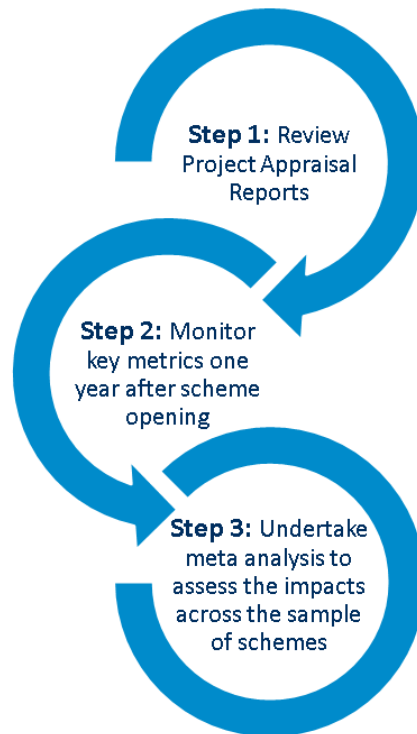 Step 1: Review
Project Appraisal
Reports
Step 2: Monitor
key metrics one
year after scheme
opening
Step 3: Undertake
meta analysis to
assess the impacts
across the sample
of schemes